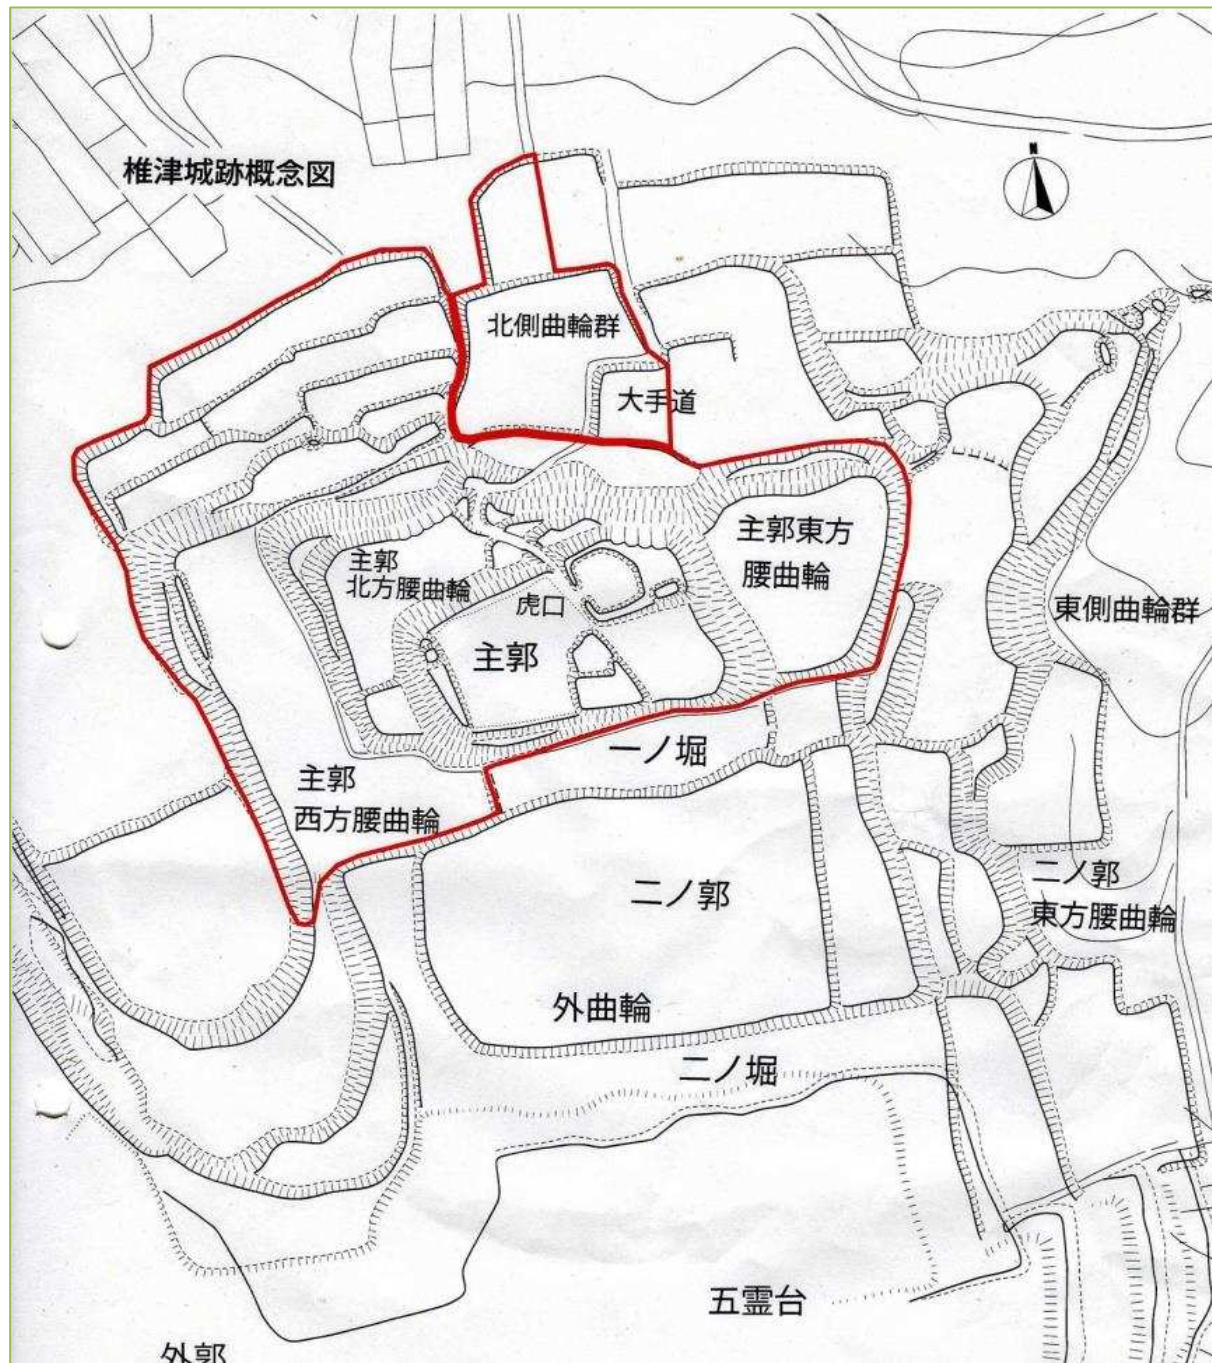 N
椎津城跡概念図
北側曲輪群
大手道
主郭東方
腰曲輪
主郭
北方腰曲輪
虎口
東側曲輪群
主郭
一ノ堀
主郭
西方腰曲輪
二ノ郭
二ノ郭
東方腰曲輪
外曲輪
二ノ堀
五霊台
外郭